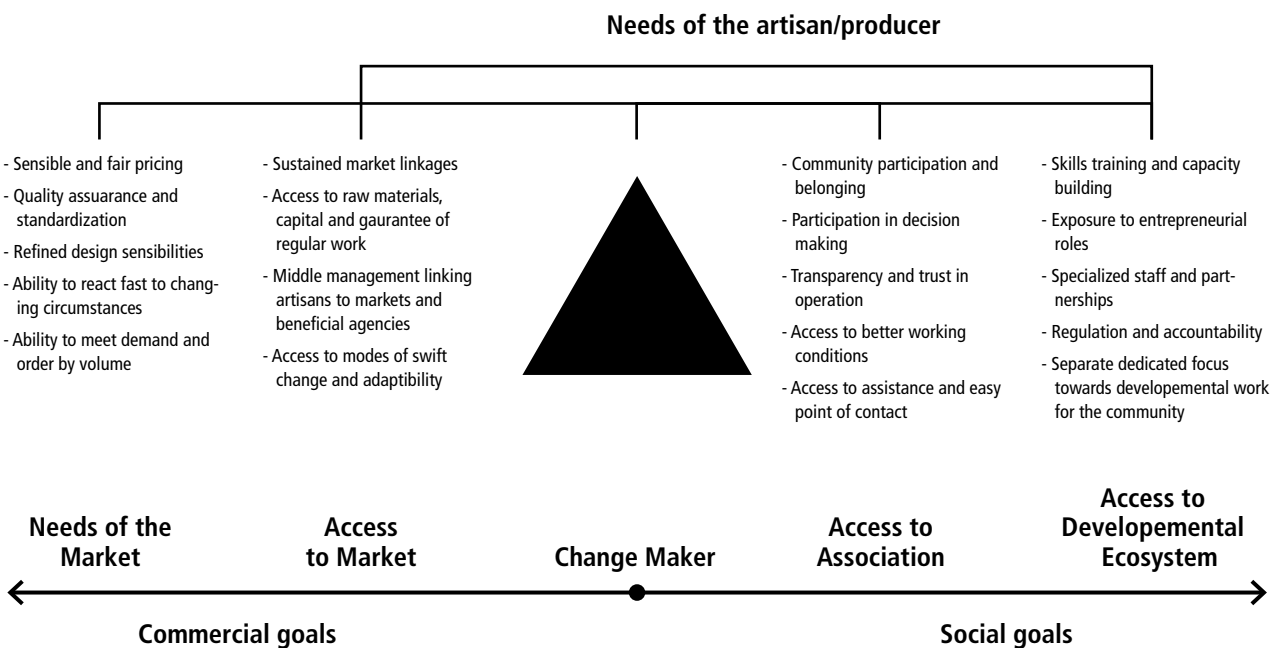 Needs of the artisan/producer
- Sensible and fair pricing
- Quality assuarance and
standardization
- Refined design sensibilities
- Ability to react fast to chang-
ing circumstances
- Ability to meet demand and
order by volume
- Sustained market linkages
- Access to raw materials,
capital and gaurantee of
regular work
- Middle management linking
artisans to markets and
beneficial agencies
- Access to modes of swift
change and adaptibility
- Community participation and
belonging
- Participation in decision
making
- Transparency and trust in
operation
- Access to better working
conditions
- Access to assistance and easy
point of contact
- Skills training and capacity
building
- Exposure to entrepreneurial
roles
- Specialized staff and part-
nerships
- Regulation and accountability
- Separate dedicated focus
towards developmental work
for the community
Needs of the
Market
Access
to Market
Change Maker
Access to
Association
Access to
Developemental
Ecosystem
Commercial goals
Social goals